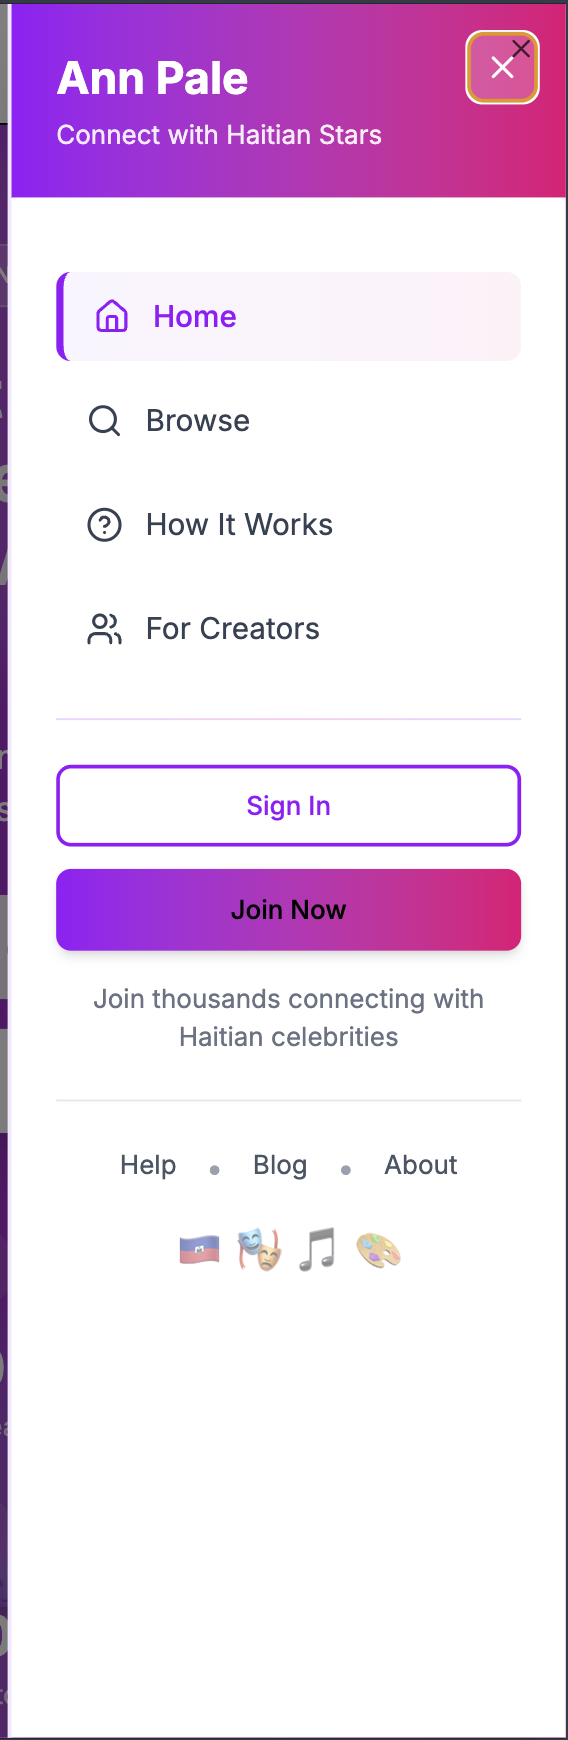 Ann Pale
Connect with Haitian Stars
Home
Browse
How It Works
For Creators
Sign In
Join Now
Join thousands connecting with
Haitian celebrities
Help • Blog • About